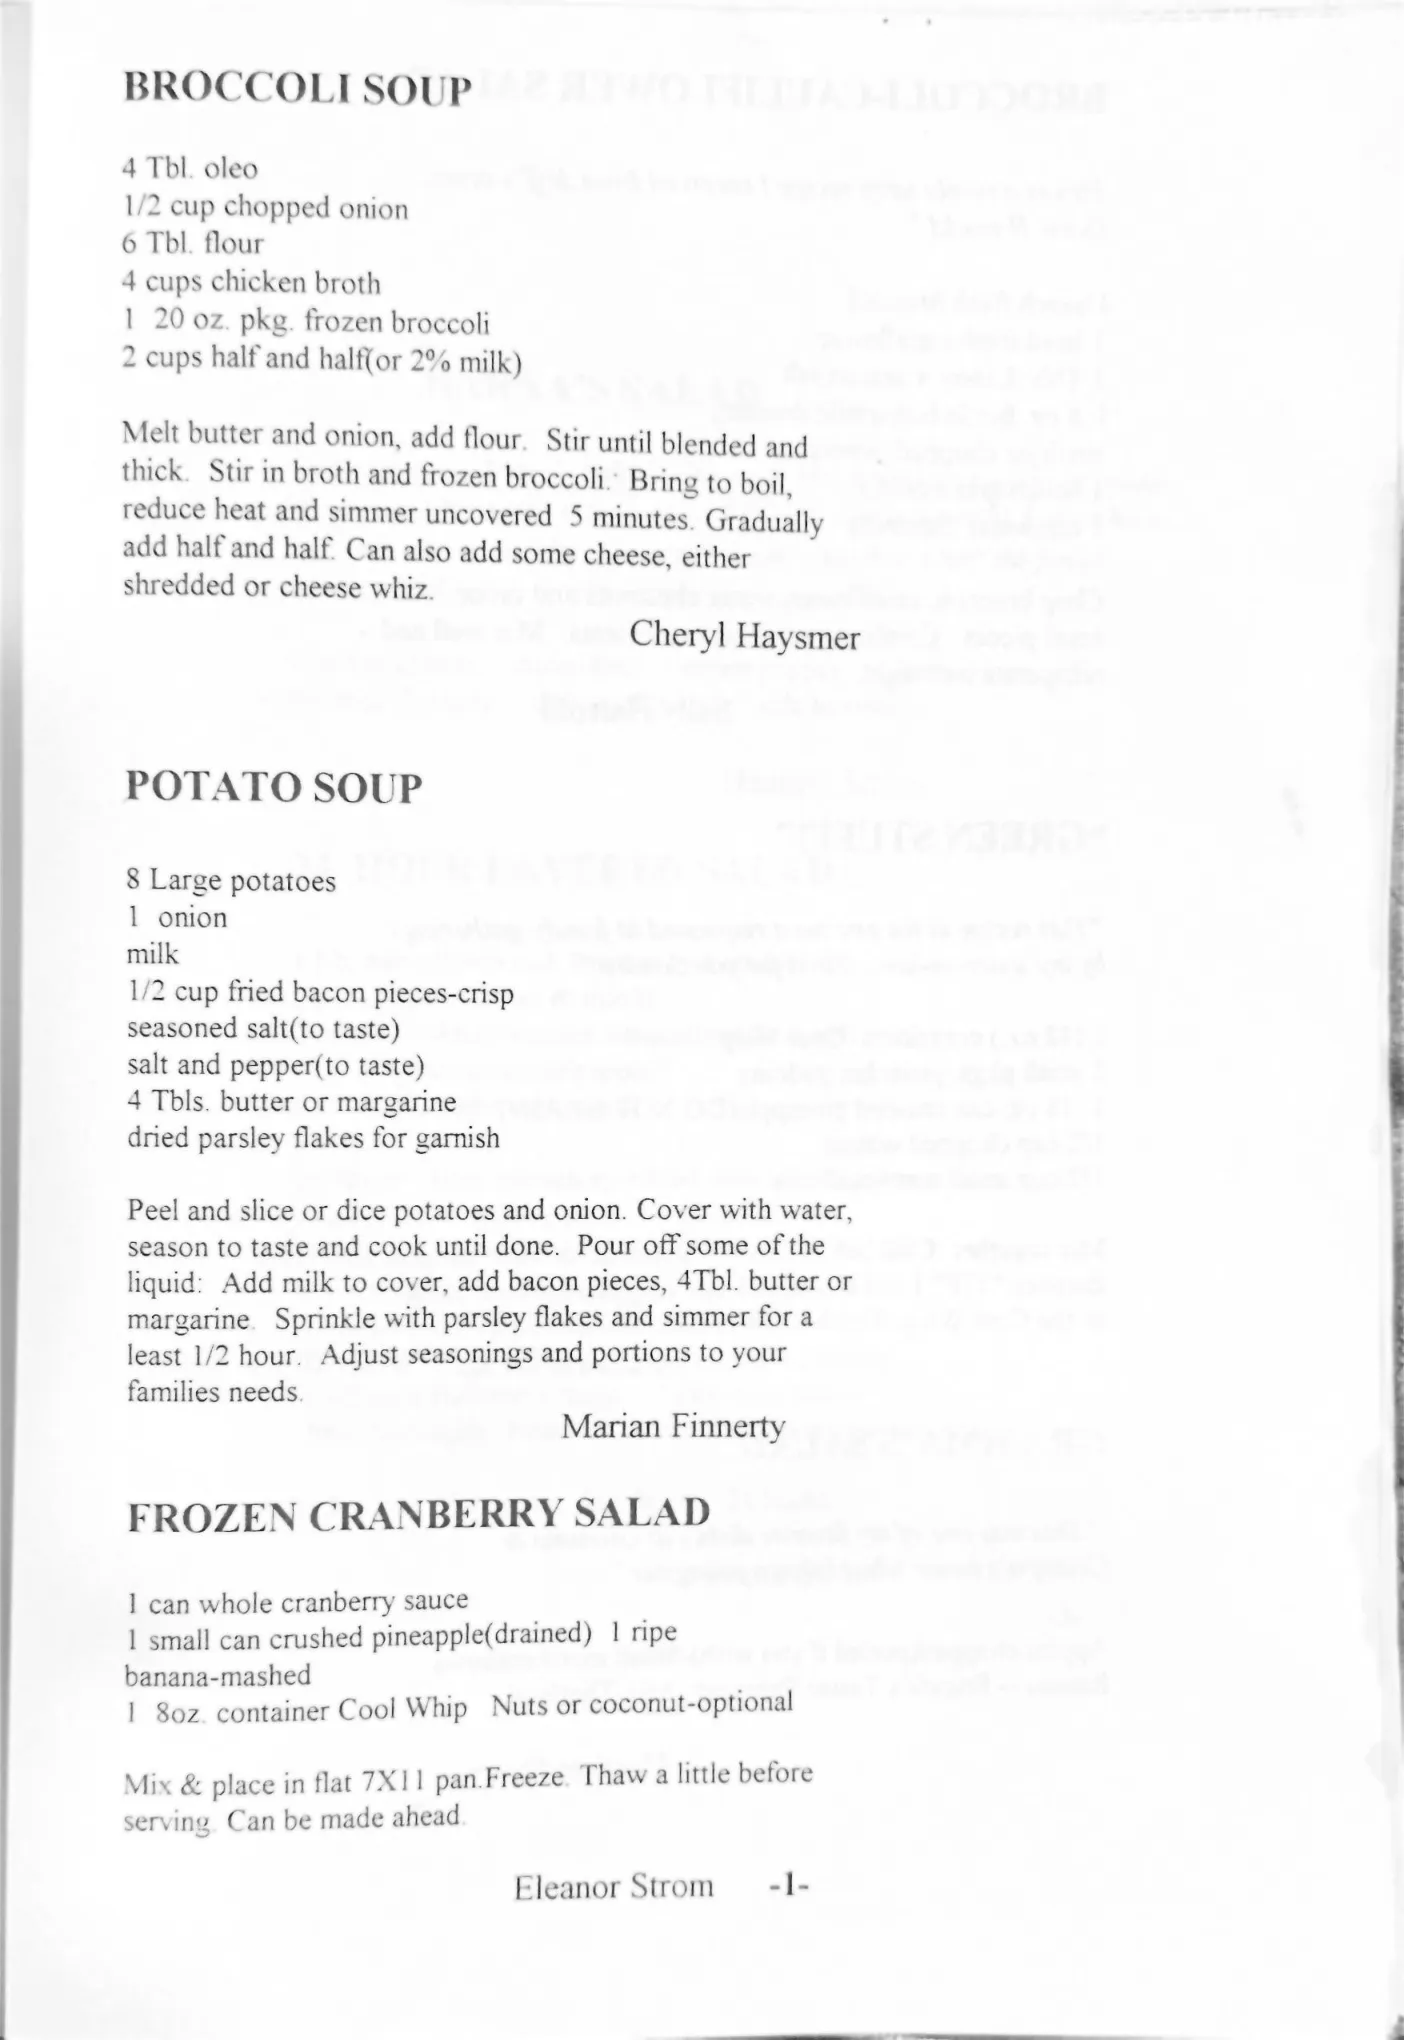 BROCCOLI SOUP
4 Tbl. oleo
1/2 cup chopped onion
6 Tbl. flour
4 cups chicken broth
1 20 oz. pkg. frozen broccoli
2 cups half and half(or 2% milk)
Melt butter and onion, add flour. Stir until blended and
thick. Stir in broth and frozen broccoli. Bring to boil,
reduce heat and simmer uncovered 5 minutes. Gradually
add half and half. Can also add some cheese, either
shredded or cheese whiz.
Cheryl Haysmer
POTATO SOUP
8 Large potatoes
1 onion
milk
1/2 cup fried bacon pieces-crisp
seasoned salt(to taste)
salt and pepper(to taste)
4 Tbls. butter or margarine
dried parsley flakes for garnish
Peel and slice or dice potatoes and onion. Cover with water,
season to taste and cook until done. Pour off some of the
liquid: Add milk to cover, add bacon pieces, 4Tbl. butter or
margarine. Sprinkle with parsley flakes and simmer for a
least 1/2 hour. Adjust seasonings and portions to your
families needs.
Marian Finnerty
FROZEN CRANBERRY SALAD
1 can whole cranberry sauce
1 small can crushed pineapple(drained) 1 ripe
banana-mashed
1 8oz. container Cool Whip Nuts or coconut-optional
Mix & place in flat 7X11 pan.Freeze. Thaw a little before
serving. Can be made ahead.
Eleanor Strom -1-